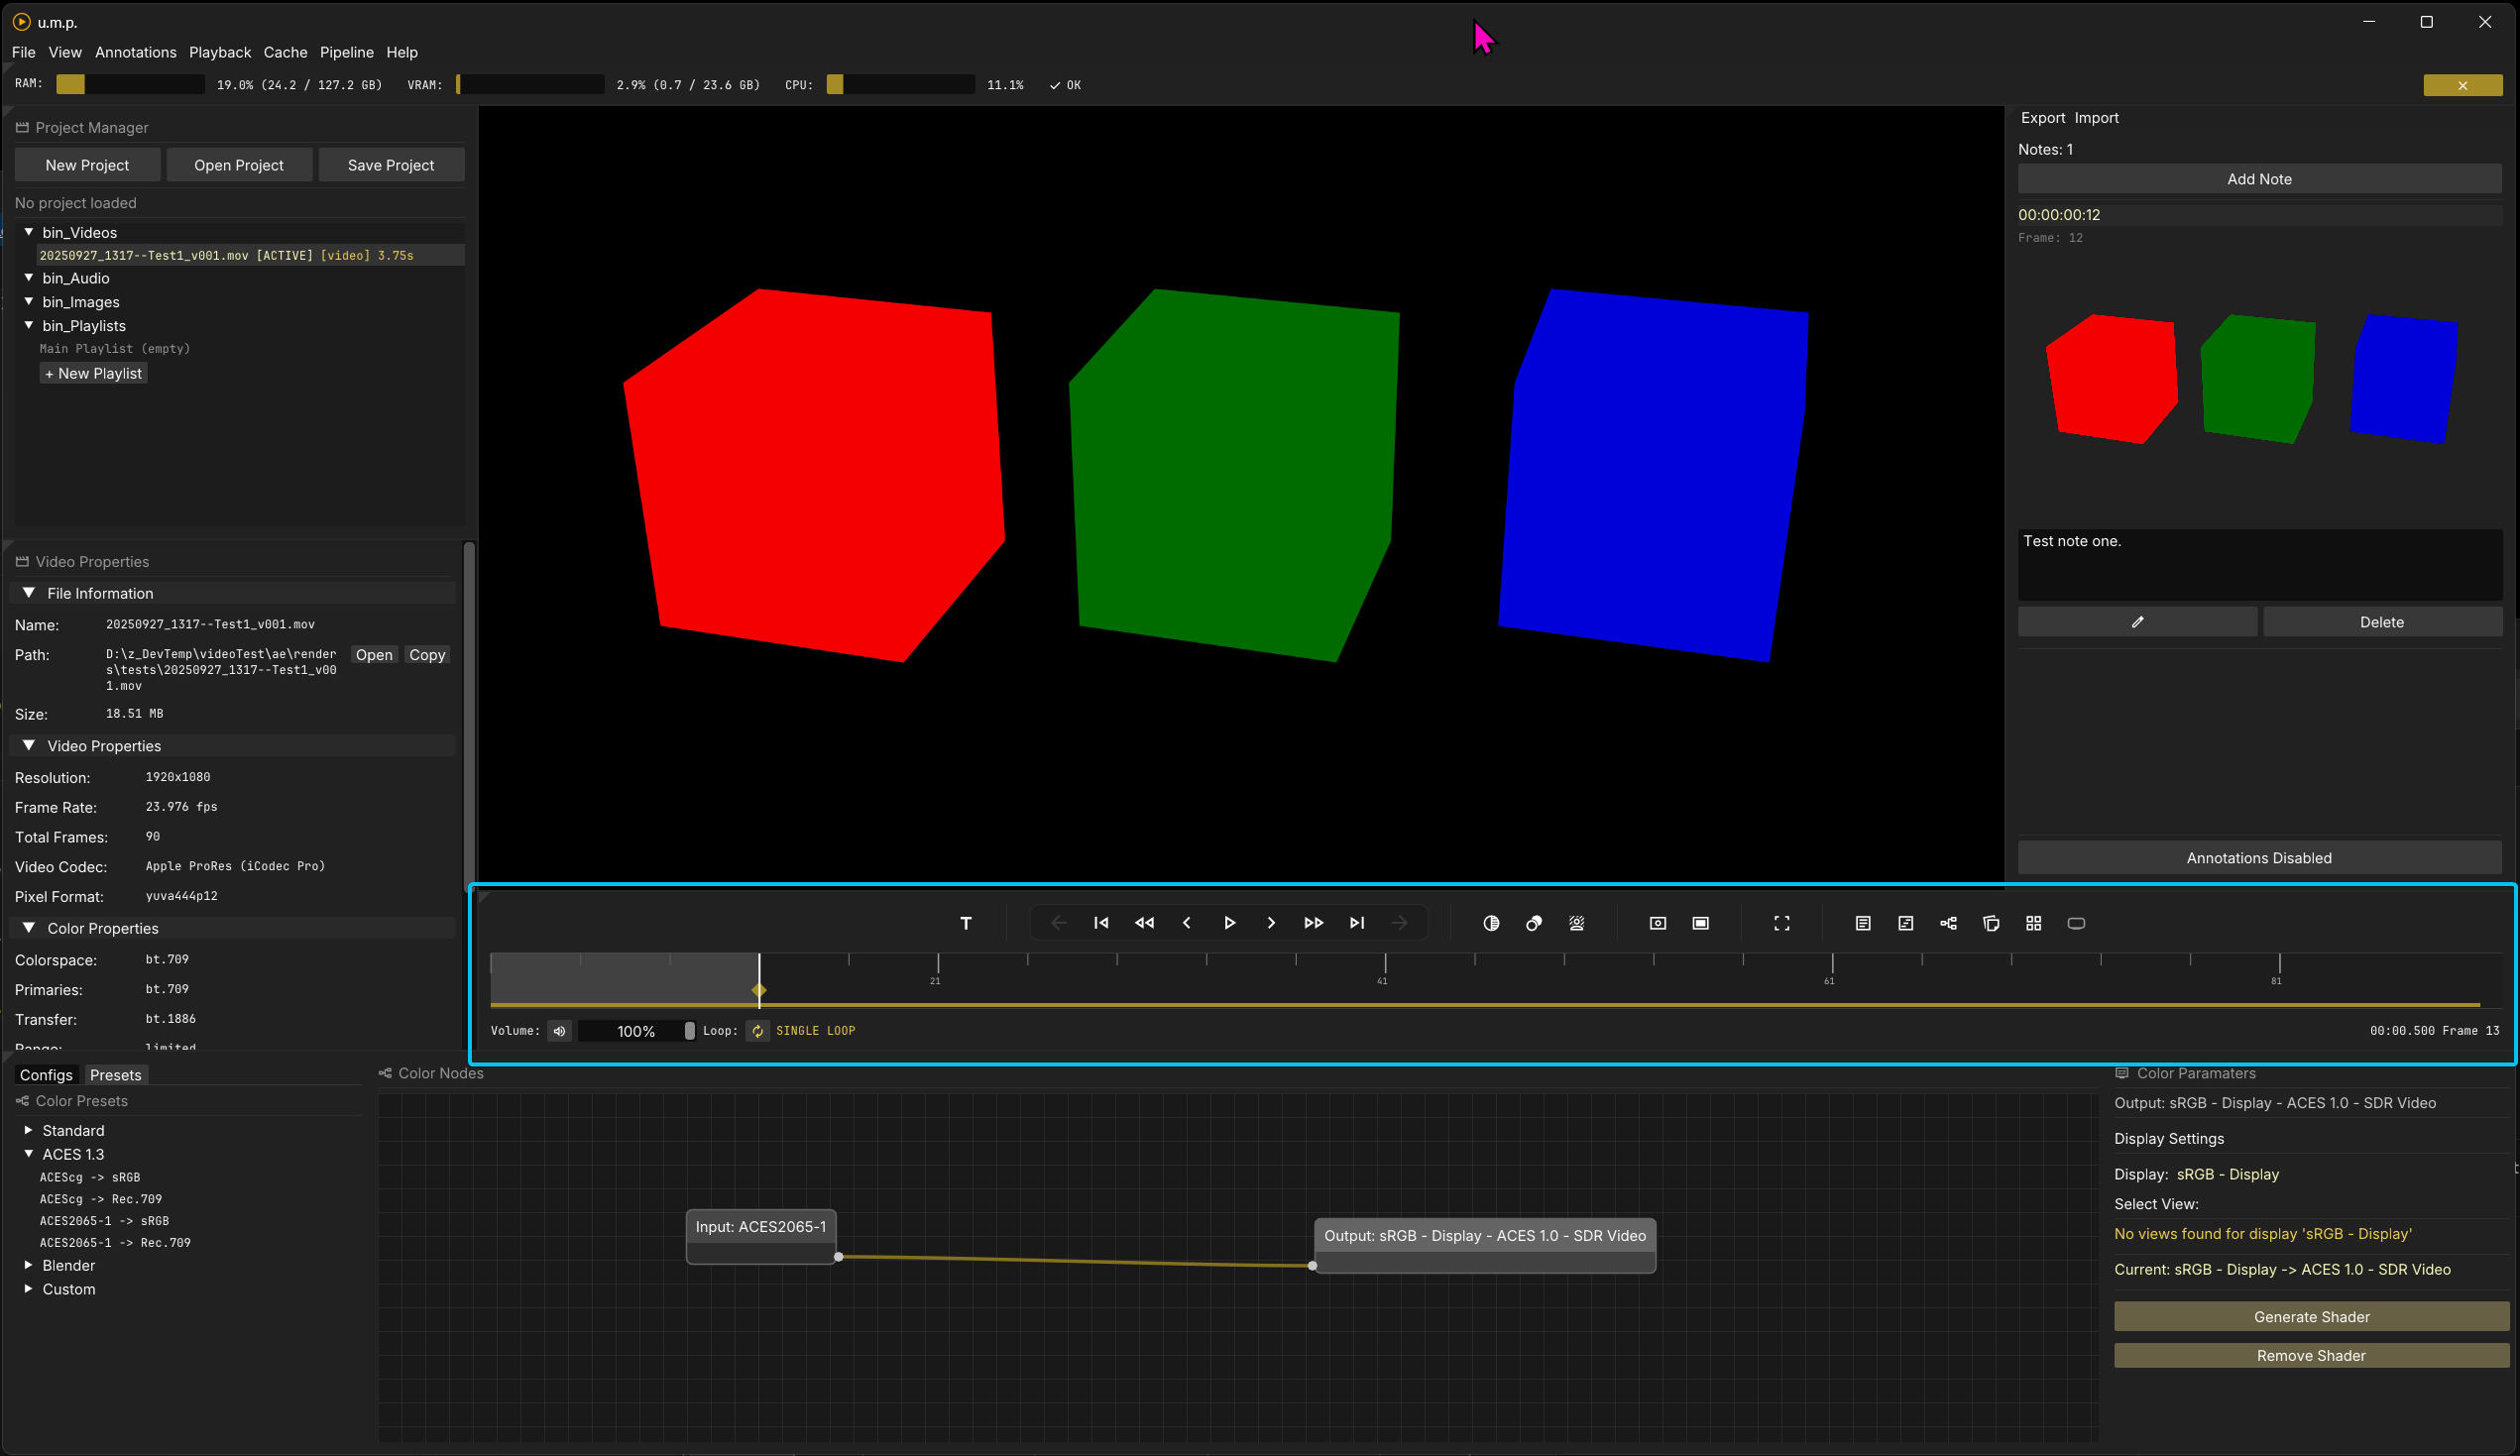 u.m.p.
File View Annotations Playback Cache Pipeline Help
RAM: 19.0% (24.2 / 127.2 GB) VRAM: 2.9% (0.7 / 23.6 GB) CPU: 11.1% OK
Project Manager
New Project Open Project Save Project
No project loaded
bin_Videos
20250927_1317--Test1_v001.mov [ACTIVE] [video] 3.75s
bin_Audio
bin_Images
bin_Playlists
Main Playlist (empty)
+ New Playlist
Video Properties
File Information
Name: 20250927_1317--Test1_v001.mov
Path: D:\z_DevTemp\videoTest\ae\render
s\tests\20250927_1317--Test1_v00
1.mov
Open Copy
Size: 18.51 MB
Video Properties
Resolution: 1920x1080
Frame Rate: 23.976 fps
Total Frames: 90
Video Codec: Apple ProRes (iCodec Pro)
Pixel Format: yuva444p12
Color Properties
Colorspace: bt.709
Primaries: bt.709
Transfer: bt.1886
Range: limited
Export Import
Notes: 1
Add Note
00:00:00:12
Frame: 12
Test note one.
Delete
Annotations Disabled
T
21 41 61 81
Volume: 100% Loop: SINGLE LOOP
00:00.500 Frame 13
Configs Presets
Color Presets
Standard
ACES 1.3
ACEScg -> sRGB
ACEScg -> Rec.709
ACES2065-1 -> sRGB
ACES2065-1 -> Rec.709
Blender
Custom
Color Nodes
Input: ACES2065-1
Output: sRGB - Display - ACES 1.0 - SDR Video
Color Paramaters
Output: sRGB - Display - ACES 1.0 - SDR Video
Display Settings
Display: sRGB - Display
Select View:
No views found for display 'sRGB - Display'
Current: sRGB - Display -> ACES 1.0 - SDR Video
Generate Shader
Remove Shader